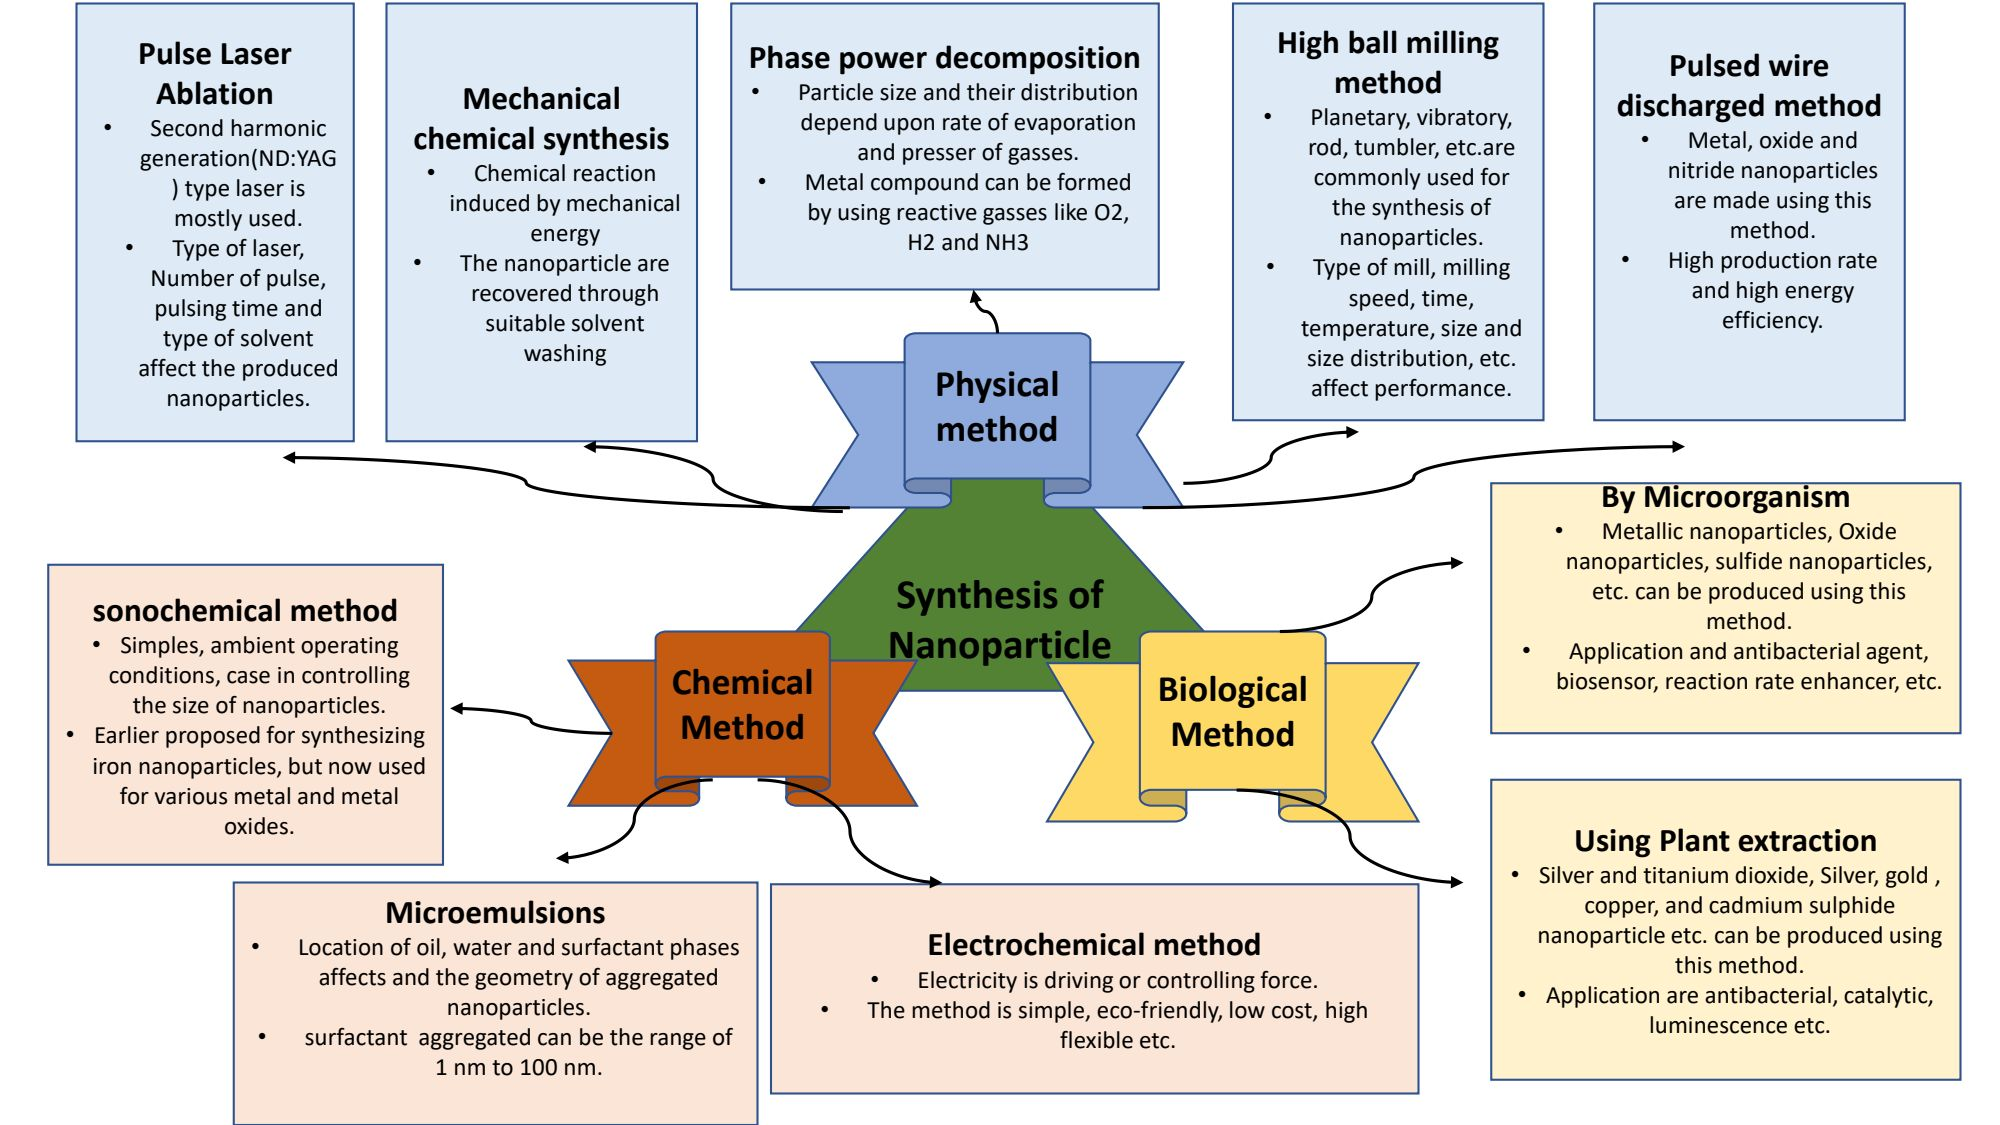 Pulse Laser
Ablation
• Second harmonic
generation(ND:YAG
) type laser is
mostly used.
• Type of laser,
Number of pulse,
pulsing time and
type of solvent
affect the produced
nanoparticles.
Mechanical
chemical synthesis
• Chemical reaction
induced by mechanical
energy
• The nanoparticle are
recovered through
suitable solvent
washing
Phase power decomposition
• Particle size and their distribution
depend upon rate of evaporation
and presser of gasses.
• Metal compound can be formed
by using reactive gasses like O2,
H2 and NH3
High ball milling
method
• Planetary, vibratory,
rod, tumbler, etc.are
commonly used for
the synthesis of
nanoparticles.
• Type of mill, milling
speed, time,
temperature, size and
size distribution, etc.
affect performance.
Pulsed wire
discharged method
• Metal, oxide and
nitride nanoparticles
are made using this
method.
• High production rate
and high energy
efficiency.
Physical
method
Synthesis of
Nanoparticle
Chemical
Method
Biological
Method
By Microorganism
• Metallic nanoparticles, Oxide
nanoparticles, sulfide nanoparticles,
etc. can be produced using this
method.
• Application and antibacterial agent,
biosensor, reaction rate enhancer, etc.
sonochemical method
• Simples, ambient operating
conditions, case in controlling
the size of nanoparticles.
• Earlier proposed for synthesizing
iron nanoparticles, but now used
for various metal and metal
oxides.
Using Plant extraction
• Silver and titanium dioxide, Silver, gold ,
copper, and cadmium sulphide
nanoparticle etc. can be produced using
this method.
• Application are antibacterial, catalytic,
luminescence etc.
Microemulsions
• Location of oil, water and surfactant phases
affects and the geometry of aggregated
nanoparticles.
• surfactant  aggregated can be the range of
1 nm to 100 nm.
Electrochemical method
• Electricity is driving or controlling force.
• The method is simple, eco-friendly, low cost, high
flexible etc.